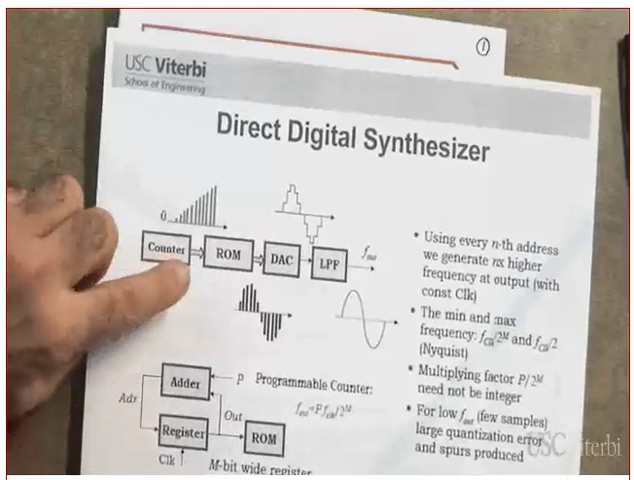 1
USC Viterbi
School of Engineering
Direct Digital Synthesizer
0
Counter
ROM
DAC
LPF
f_out
Using every n-th address
we generate nx higher
frequency at output (with
const Clk)
The min and max
frequency: f_Clk/2^M and f_Clk/2
(Nyquist)
Multiplying factor P/2^M
need not be integer
For low f_out (few samples)
large quantization error
and spurs produced
Adder
P Programmable Counter:
Adr
f_out=P f_clk/2^M
Out
Register
ROM
Clk
M-bit wide register
USC Viterbi